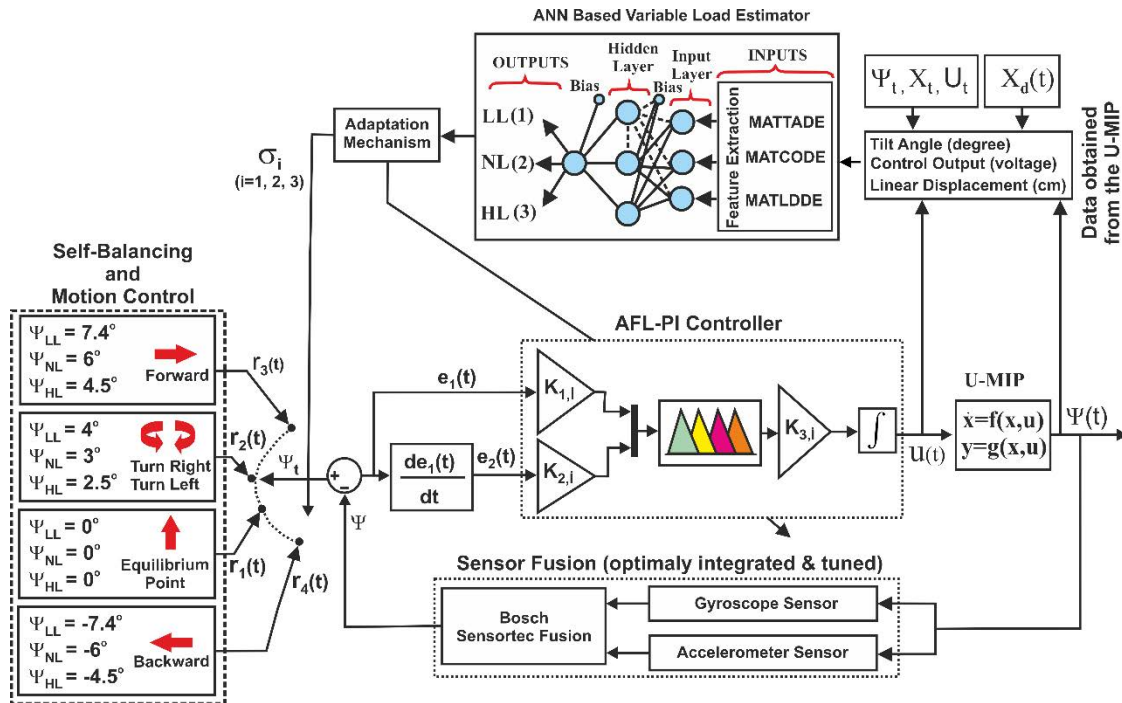 ANN Based Variable Load Estimator
OUTPUTS
Hidden
Layer
Input
Layer
INPUTS
Bias
Bias
LL(1)
NL(2)
HL(3)
Feature Extraction
MATTADE
MATCODE
MATLDDE
Adaptation
Mechanism
σi
(i=1, 2, 3)
Ψt, Xt, Ut
Xd(t)
Tilt Angle (degree)
Control Output (voltage)
Linear Displacement (cm)
Data obtained
from the U-MIP
Self-Balancing
and
Motion Control
ΨLL = 7.4°
ΨNL = 6°
ΨHL = 4.5°
Forward
r3(t)
ΨLL = 4°
ΨNL = 3°
ΨHL = 2.5°
Turn Right
Turn Left
r2(t)
ΨLL = 0°
ΨNL = 0°
ΨHL = 0°
Equilibrium
Point
r1(t)
ΨLL = -7.4°
ΨNL = -6°
ΨHL = -4.5°
Backward
r4(t)
Ψt
+
-
Ψ
e1(t)
de1(t)
dt
e2(t)
AFL-PI Controller
K1,i
K2,i
K3,i
∫
u(t)
U-MIP
ẋ=f(x,u)
y=g(x,u)
Ψ(t)
Sensor Fusion (optimaly integrated & tuned)
Bosch
Sensortec Fusion
Gyroscope Sensor
Accelerometer Sensor